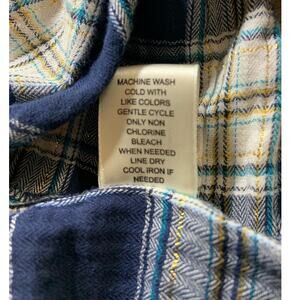 MACHINE WASH
COLD WITH
LIKE COLORS
GENTLE CYCLE
ONLY NON
CHLORINE
BLEACH
WHEN NEEDED
LINE DRY
COOL IRON IF
NEEDED